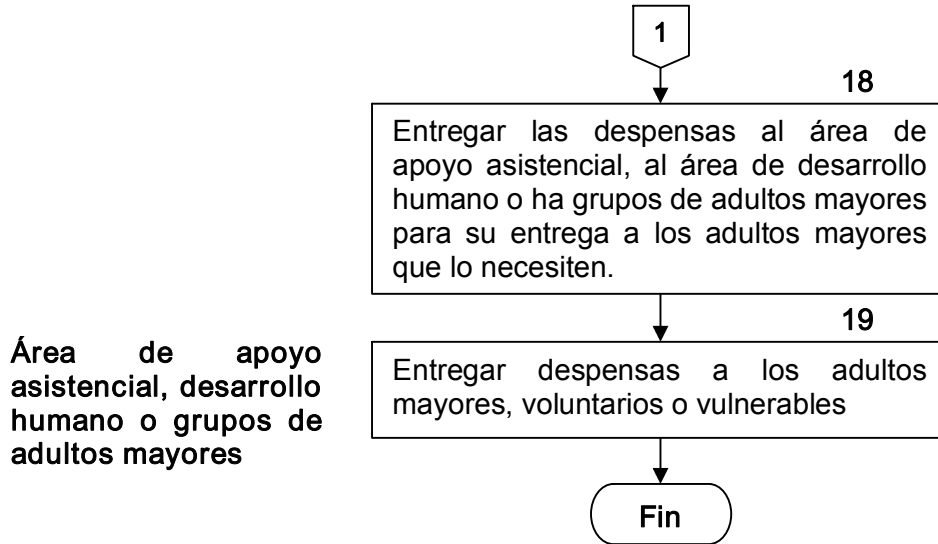 1
18
Entregar las despensas al área de
apoyo asistencial, al área de desarrollo
humano o ha grupos de adultos mayores
para su entrega a los adultos mayores
que lo necesiten.
19
Área de apoyo
asistencial, desarrollo
humano o grupos de
adultos mayores
Entregar despensas a los adultos
mayores, voluntarios o vulnerables
Fin